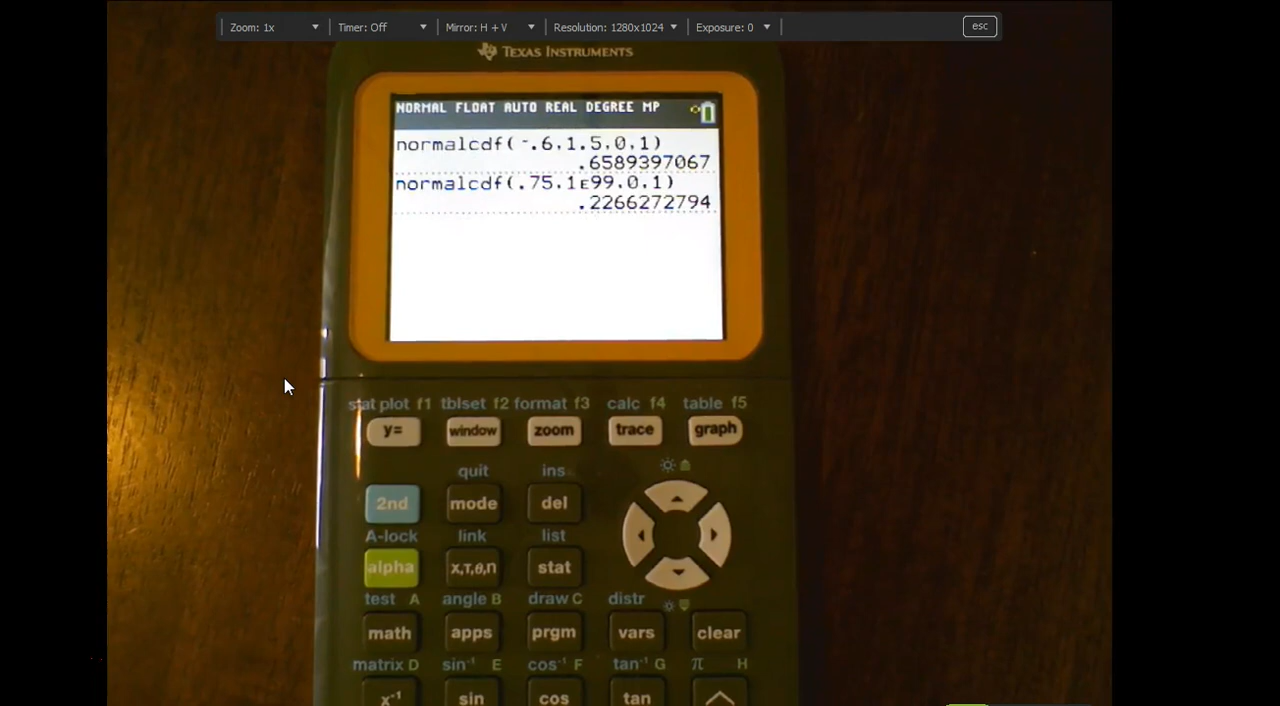 Zoom: 1x Timer: Off Mirror: H + V Resolution: 1280x1024 Exposure: 0 esc
TEXAS INSTRUMENTS
NORMAL FLOAT AUTO REAL DEGREE MP
normalcdf(-.6,1.5,0,1)
.6589397067
normalcdf(.75,1E99,0,1)
.2266272794
stat plot f1 tblset f2 format f3 calc f4 table f5
y= window zoom trace graph
quit ins
2nd mode del
A-lock link list
alpha X,T,θ,n stat
test A angle B draw C distr
math apps prgm vars clear
matrix D sin⁻¹ E cos⁻¹ F tan⁻¹ G π H
x⁻¹ sin cos tan ^